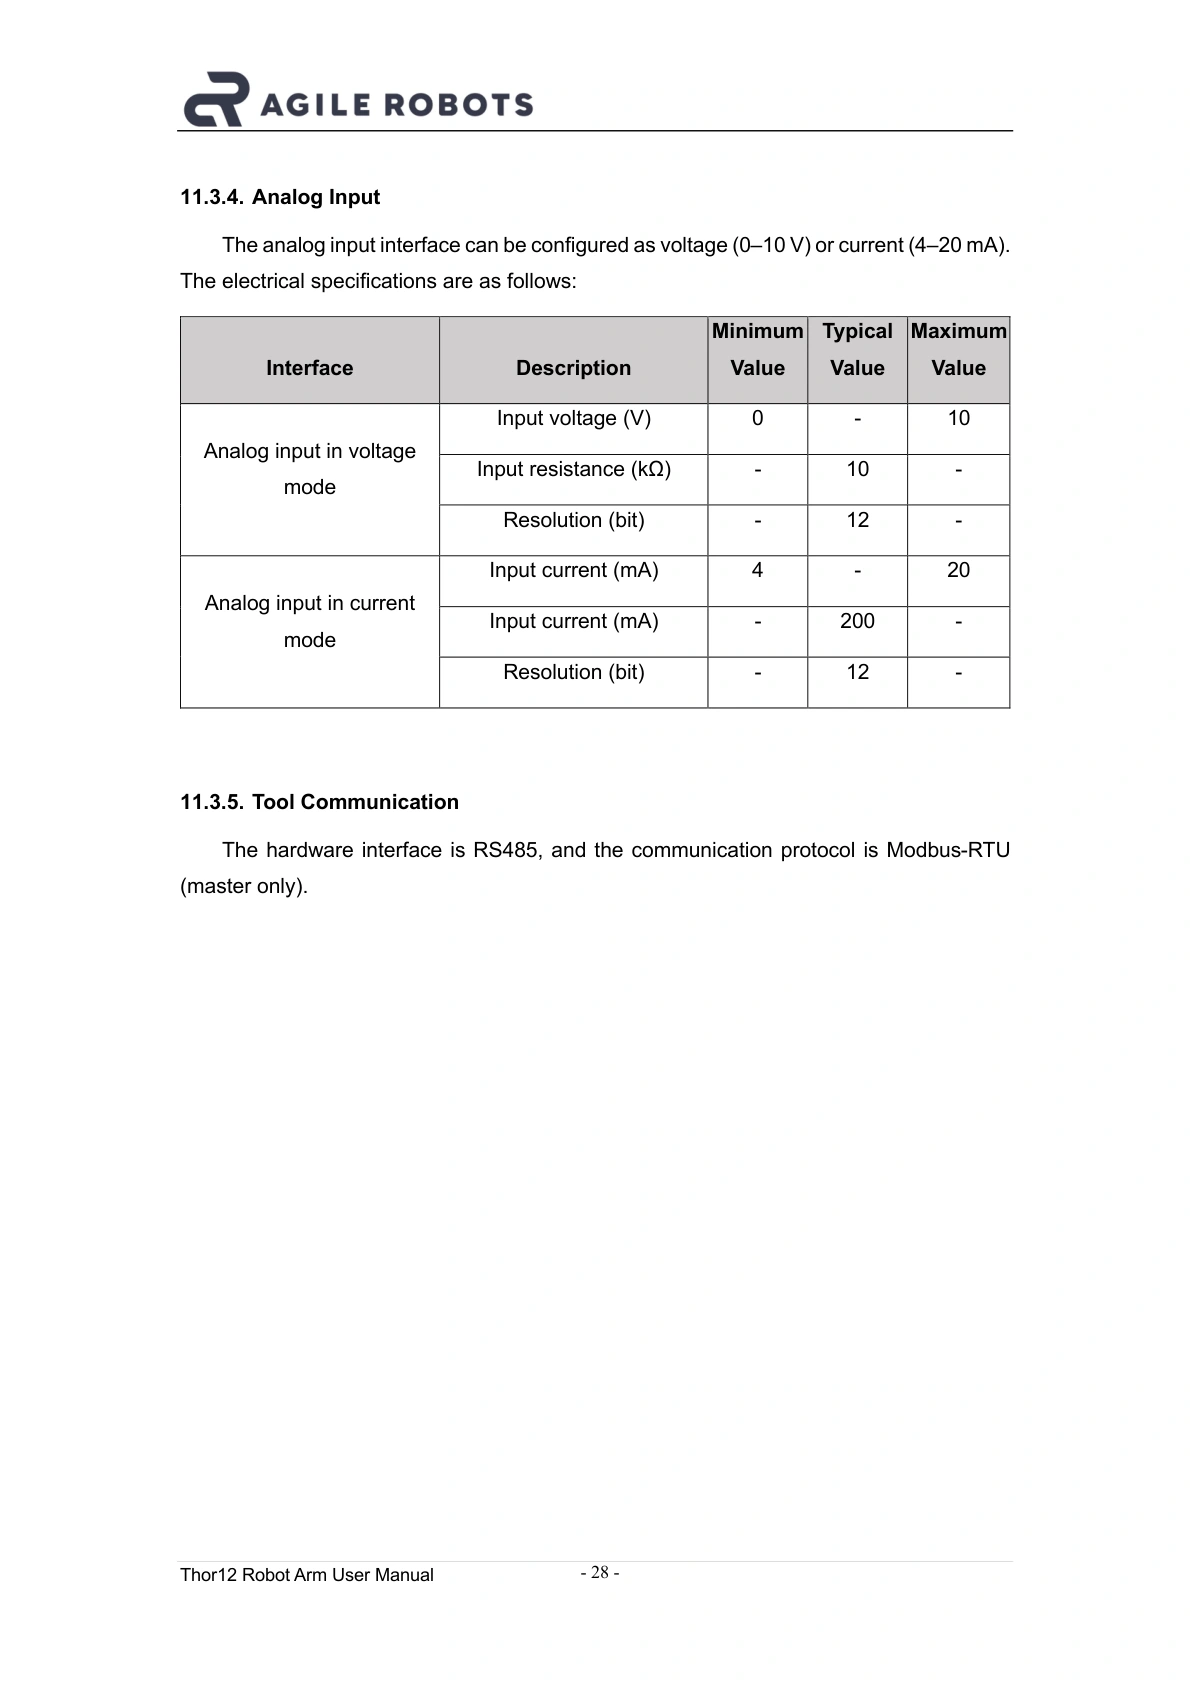 AGILE ROBOTS
11.3.4. Analog Input
The analog input interface can be configured as voltage (0–10 V) or current (4–20 mA).
The electrical specifications are as follows:
Interface Description Minimum Value Typical Value Maximum Value
Analog input in voltage mode
Input voltage (V) 0 - 10
Input resistance (kΩ) - 10 -
Resolution (bit) - 12 -
Analog input in current mode
Input current (mA) 4 - 20
Input current (mA) - 200 -
Resolution (bit) - 12 -
11.3.5. Tool Communication
The hardware interface is RS485, and the communication protocol is Modbus-RTU
(master only).
Thor12 Robot Arm User Manual - 28 -